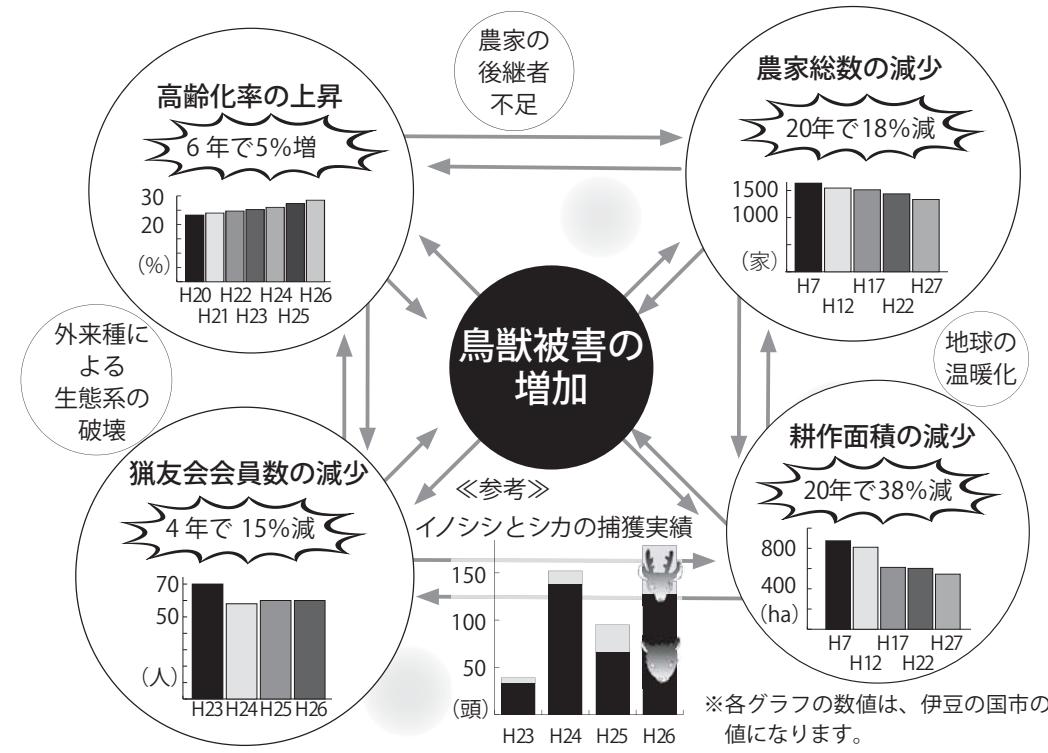 農家の
後継者
不足
高齢化率の上昇
6 年で5%増
30
20
(%)
H20 H22 H24 H26
H21 H23 H25
農家総数の減少
20年で18%減
1500
1000
(家)
H7 H17 H27
H12 H22
外来種に
よる
生態系の
破壊
鳥獣被害の
増加
地球の
温暖化
猟友会会員数の減少
4 年で 15%減
70
50
(人)
H23 H24 H25 H26
≪参考≫
イノシシとシカの捕獲実績
150
100
50
(頭)
H23 H24 H25 H26
耕作面積の減少
20年で38%減
800
400
(ha)
H7 H17 H27
H12 H22
※各グラフの数値は、伊豆の国市の
値になります。